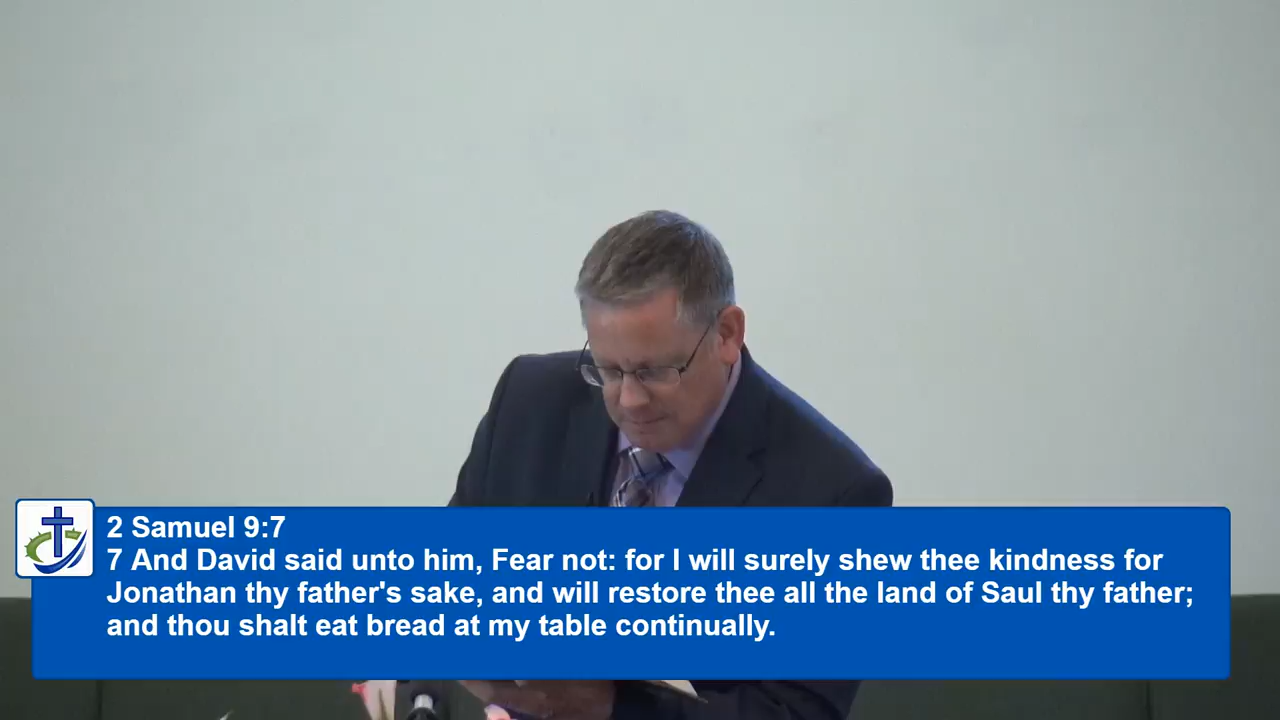 2 Samuel 9:7
7 And David said unto him, Fear not: for I will surely shew thee kindness for
Jonathan thy father's sake, and will restore thee all the land of Saul thy father;
and thou shalt eat bread at my table continually.